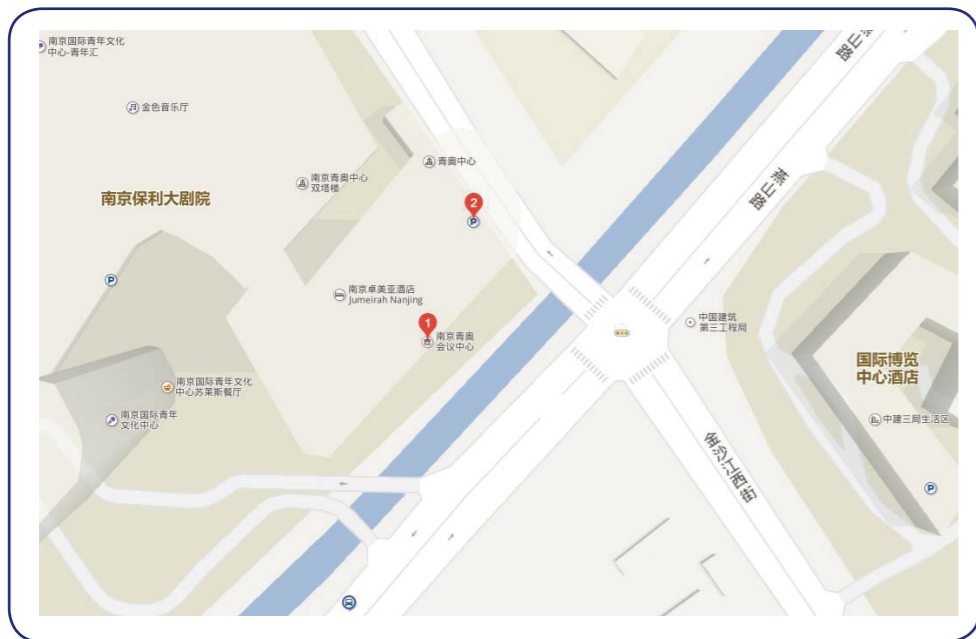 南京国际青年文化
中心-青年汇
金色音乐厅
南京保利大剧院
南京青奥中心
双塔楼
青奥中心
2
P
P
南京卓美亚酒店
Jumeirah Nanjing
1
南京青奥
会议中心
南京国际青年文化
中心苏莱斯餐厅
南京国际青年
文化中心
燕山路
燕山路
中国建筑
第三工程局
国际博览
中心酒店
中建三局生活区
金沙江西街
P